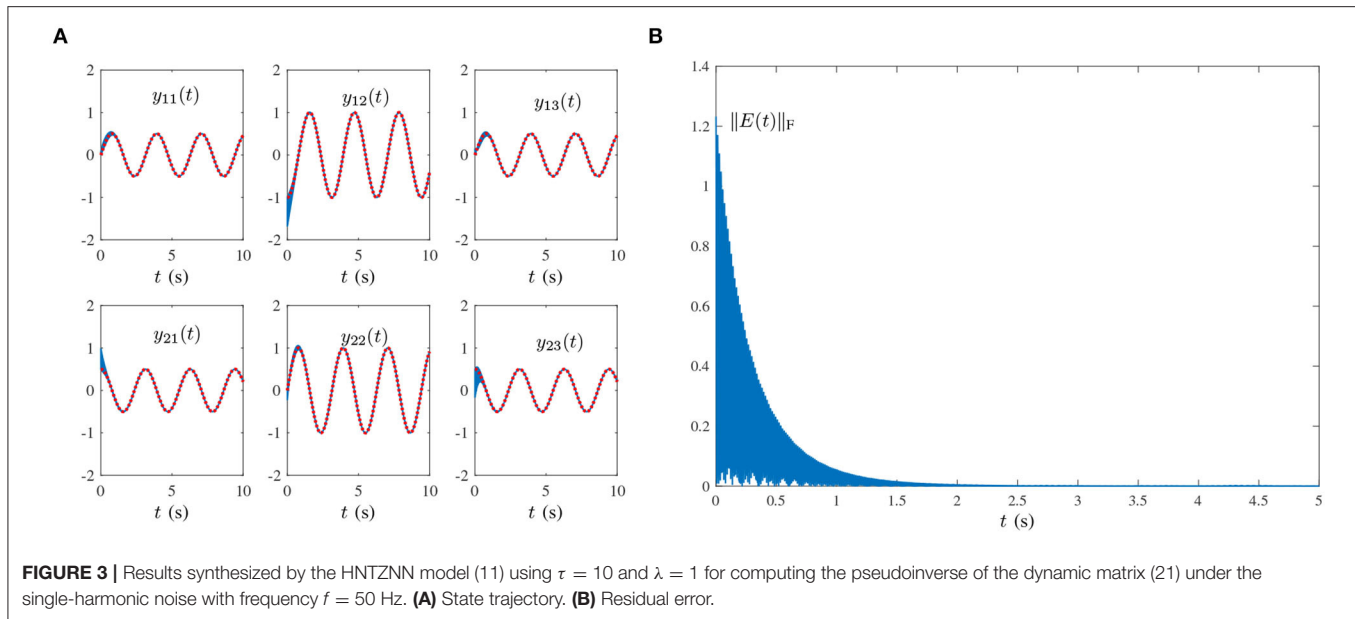 A
B
2
1
0
-1
-2
0
5
10
t (s)
y₁₁(t)
2
1
0
-1
-2
0
5
10
t (s)
y₁₂(t)
2
1
0
-1
-2
0
5
10
t (s)
y₁₃(t)
2
1
0
-1
-2
0
5
10
t (s)
y₂₁(t)
2
1
0
-1
-2
0
5
10
t (s)
y₂₂(t)
2
1
0
-1
-2
0
5
10
t (s)
y₂₃(t)
1.4
1.2
1
0.8
0.6
0.4
0.2
0
‖E(t)‖F
0 0.5 1 1.5 2 2.5 3 3.5 4 4.5 5
t (s)
FIGURE 3 | Results synthesized by the HNTZNN model (11) using τ = 10 and λ = 1 for computing the pseudoinverse of the dynamic matrix (21) under the
single-harmonic noise with frequency f = 50 Hz. (A) State trajectory. (B) Residual error.